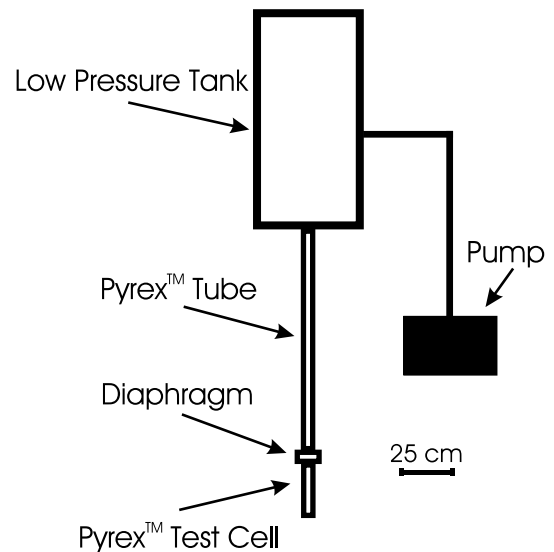 Low Pressure Tank
Pump
Pyrex™ Tube
Diaphragm
25 cm
Pyrex™ Test Cell